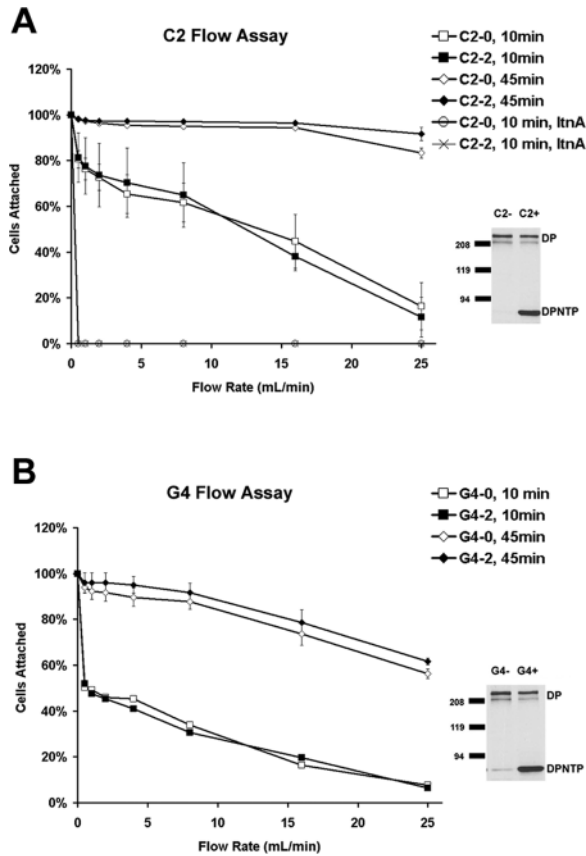 A
C2 Flow Assay
C2-0, 10min
C2-2, 10min
C2-0, 45min
C2-2, 45min
C2-0, 10 min, ltnA
C2-2, 10 min, ltnA
120%
100%
80%
60%
40%
20%
0%
Cells Attached
0 5 10 15 20 25
Flow Rate (mL/min)
C2- C2+
DP
208
119
94
DPNTP
B
G4 Flow Assay
G4-0, 10 min
G4-2, 10min
G4-0, 45min
G4-2, 45min
120%
100%
80%
60%
40%
20%
0%
Cells Attached
0 5 10 15 20 25
Flow Rate (mL/min)
G4- G4+
DP
208
119
94
DPNTP